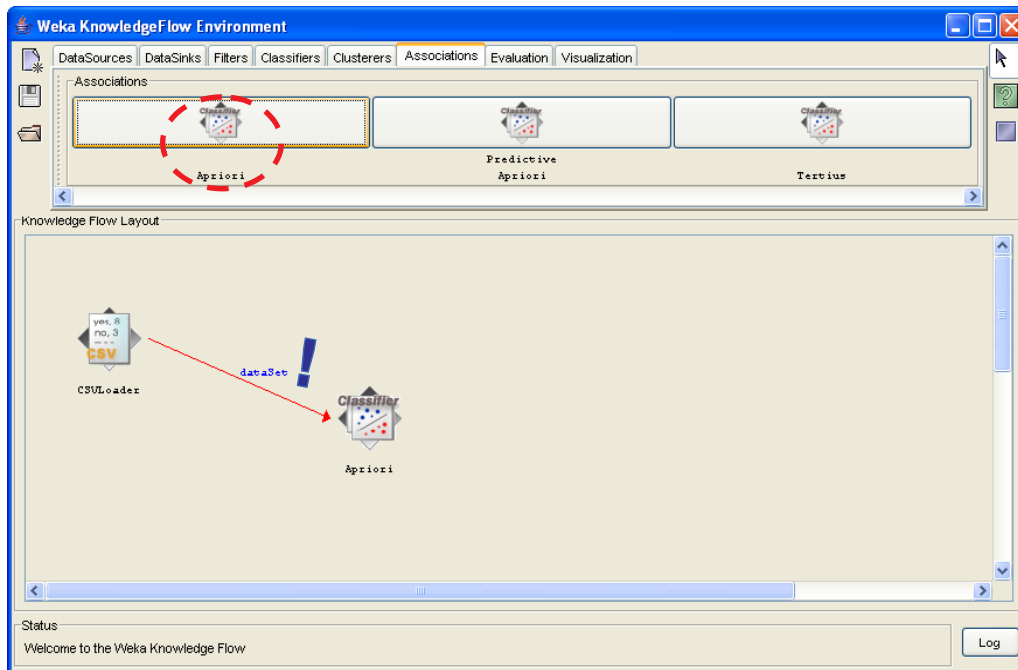 Weka KnowledgeFlow Environment
DataSources DataSinks Filters Classifiers Clusterers Associations Evaluation Visualization
Associations
Classifier Classifier Classifier
Apriori
Predictive
Apriori
Tertius
Knowledge Flow Layout
yes, 8
no, 3
CSV
CSVLoader
dataSet
!
Classifier
Apriori
Status
Welcome to the Weka Knowledge Flow
Log